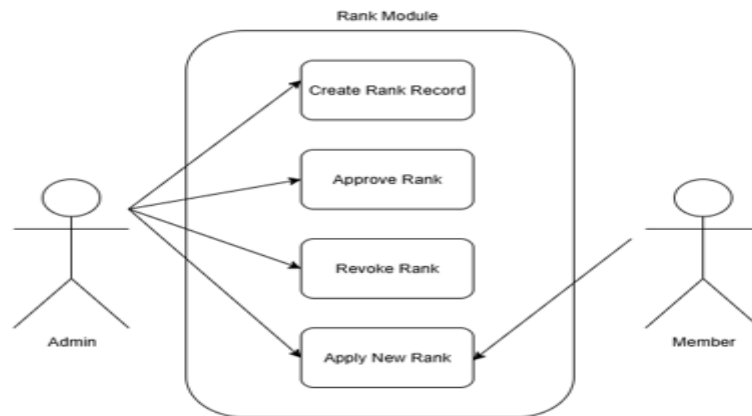 Rank Module
Create Rank Record
Approve Rank
Revoke Rank
Apply New Rank
Admin
Member